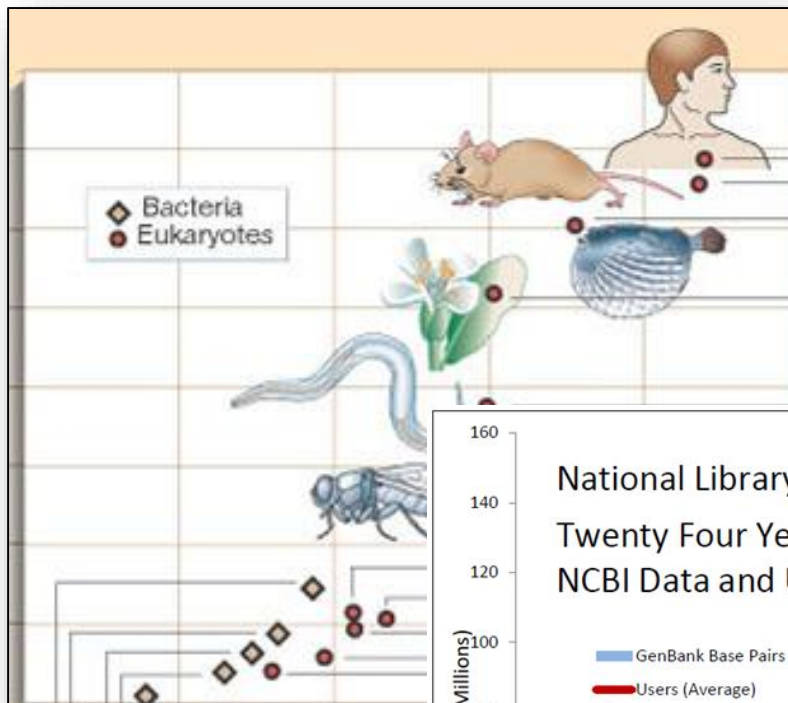 Bacteria
Eukaryotes
160
National Library
140
Twenty Four Ye
120
NCBI Data and U
100
GenBank Base Pairs
Users (Average)
Millions)